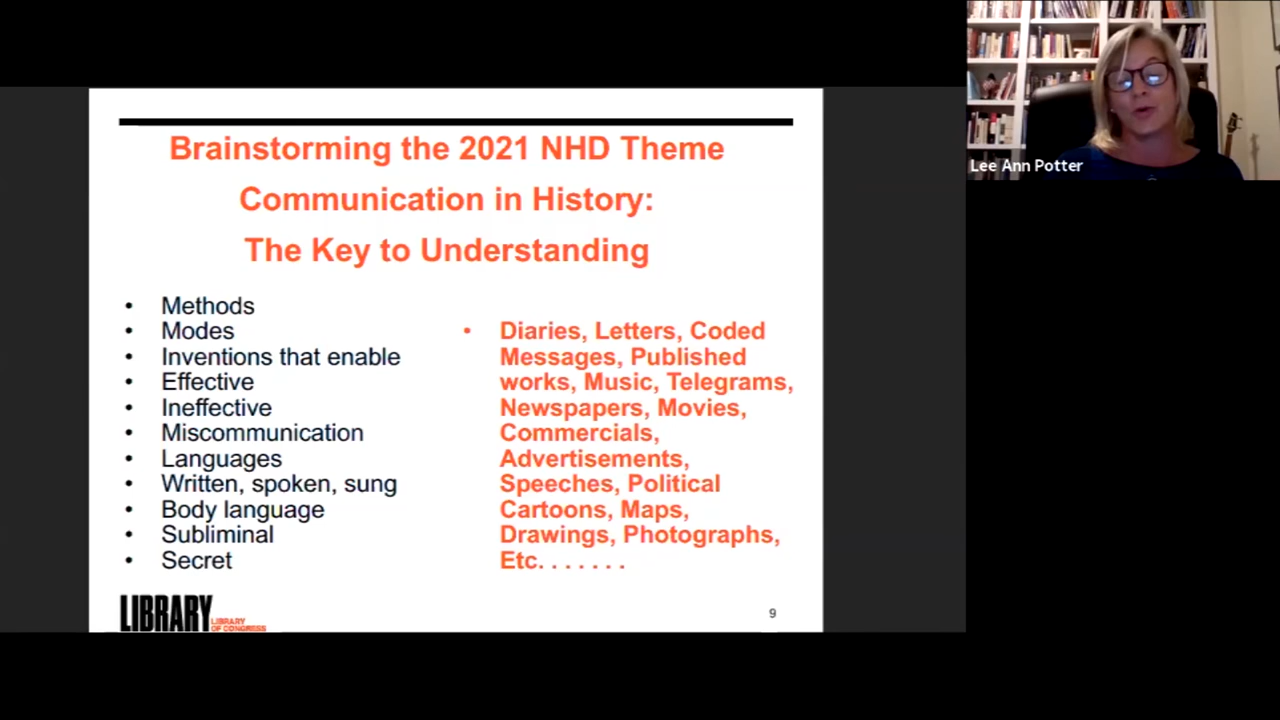 Brainstorming the 2021 NHD Theme
Communication in History:
The Key to Understanding
• Methods
• Modes
• Inventions that enable
• Effective
• Ineffective
• Miscommunication
• Languages
• Written, spoken, sung
• Body language
• Subliminal
• Secret
• Diaries, Letters, Coded
Messages, Published
works, Music, Telegrams,
Newspapers, Movies,
Commercials,
Advertisements,
Speeches, Political
Cartoons, Maps,
Drawings, Photographs,
Etc. . . . . . .
LIBRARY
LIBRARY
OF CONGRESS
9
Lee Ann Potter